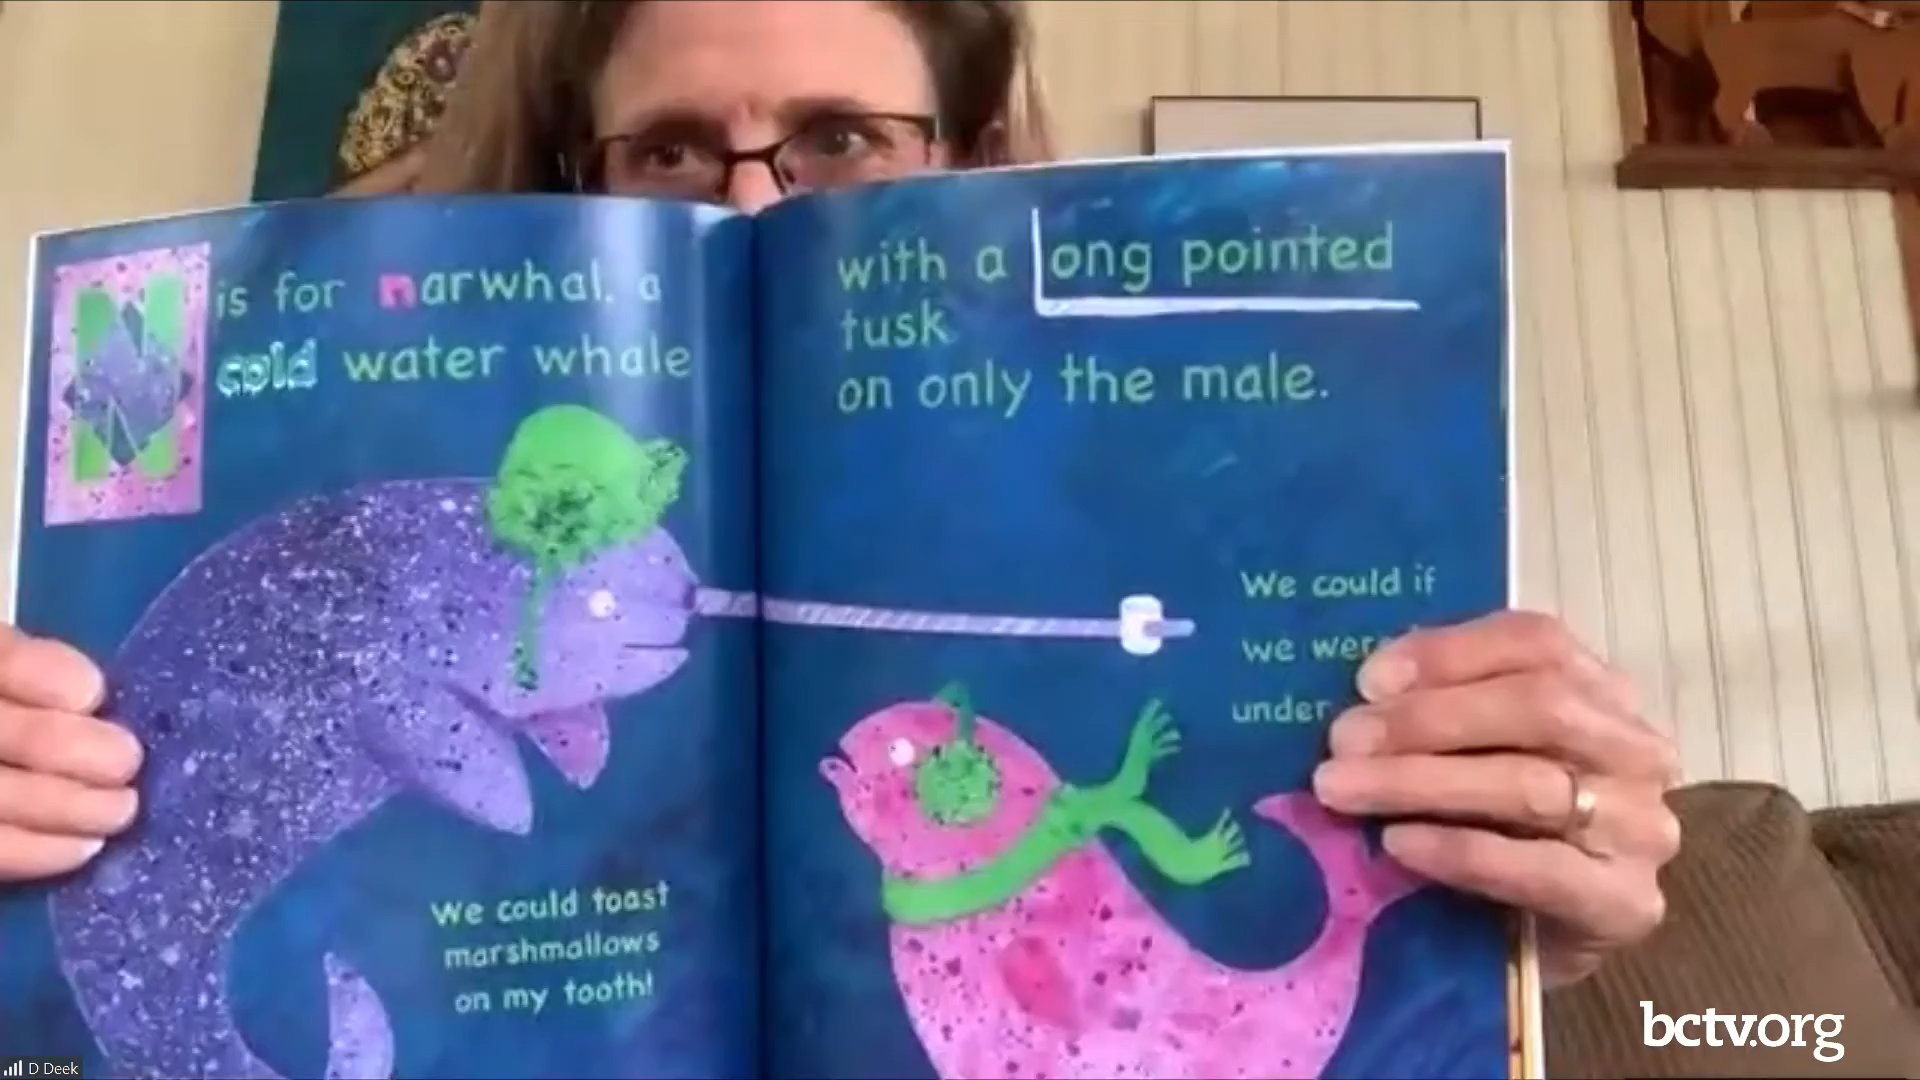 N is for narwhal, a
cold water whale
with a long pointed
tusk
on only the male.
We could if
we were
under
We could toast
marshmallows
on my tooth!
bctv.org
D Deek